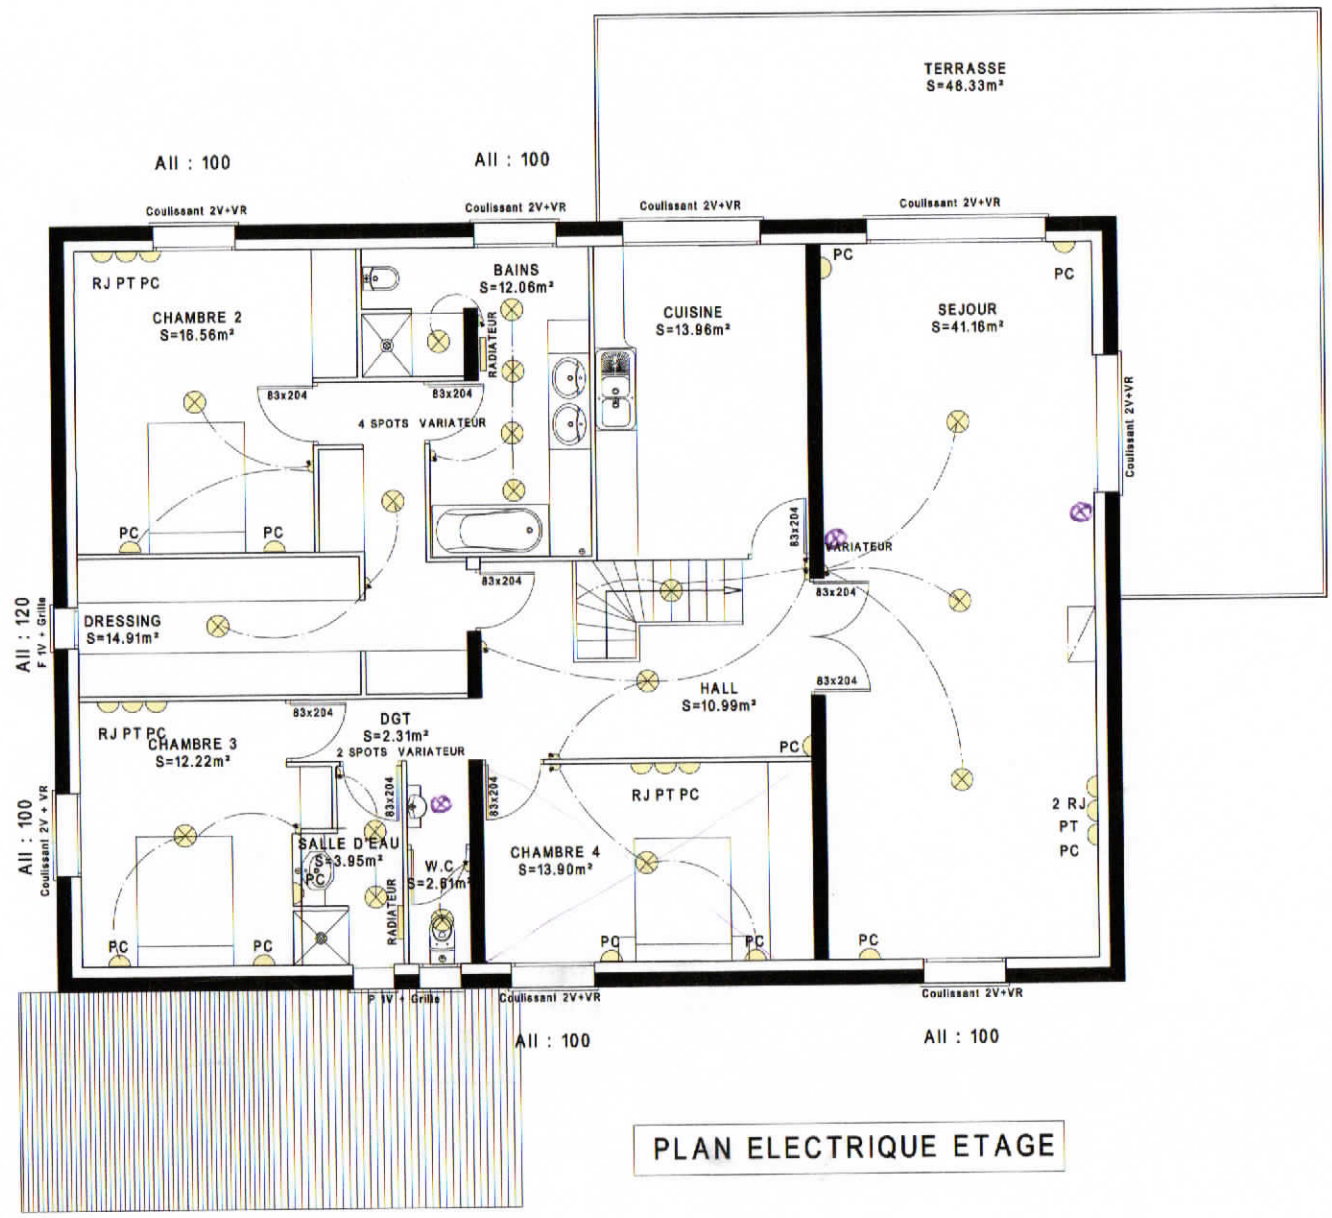 TERRASSE
S=48.33m²
All : 100
All : 100
Coulissant 2V+VR
Coulissant 2V+VR
Coulissant 2V+VR
Coulissant 2V+VR
RJ PT PC
CHAMBRE 2
S=16.56m²
BAINS
S=12.06m²
RADIATEUR
CUISINE
S=13.96m²
PC
PC
SEJOUR
S=41.16m²
Coulissant 2V+VR
83x204
83x204
4 SPOTS VARIATEUR
PC
PC
83x204
VARIATEUR
83x204
83x204
All : 120
F 1V + Grille
DRESSING
S=14.91m²
HALL
S=10.99m²
83x204
RJ PT PC
CHAMBRE 3
S=12.22m²
83x204
DGT
S=2.31m²
2 SPOTS VARIATEUR
PC
83x204
83x204
RJ PT PC
2 RJ
PT
PC
All : 100
Coulissant 2V + VR
SALLE D'EAU
S=3.95m²
PC
W.C
S=2.61m²
CHAMBRE 4
S=13.90m²
RADIATEUR
PC
PC
PC
PC
PC
F 1V + Grille
Coulissant 2V+VR
Coulissant 2V+VR
All : 100
All : 100
PLAN ELECTRIQUE ETAGE